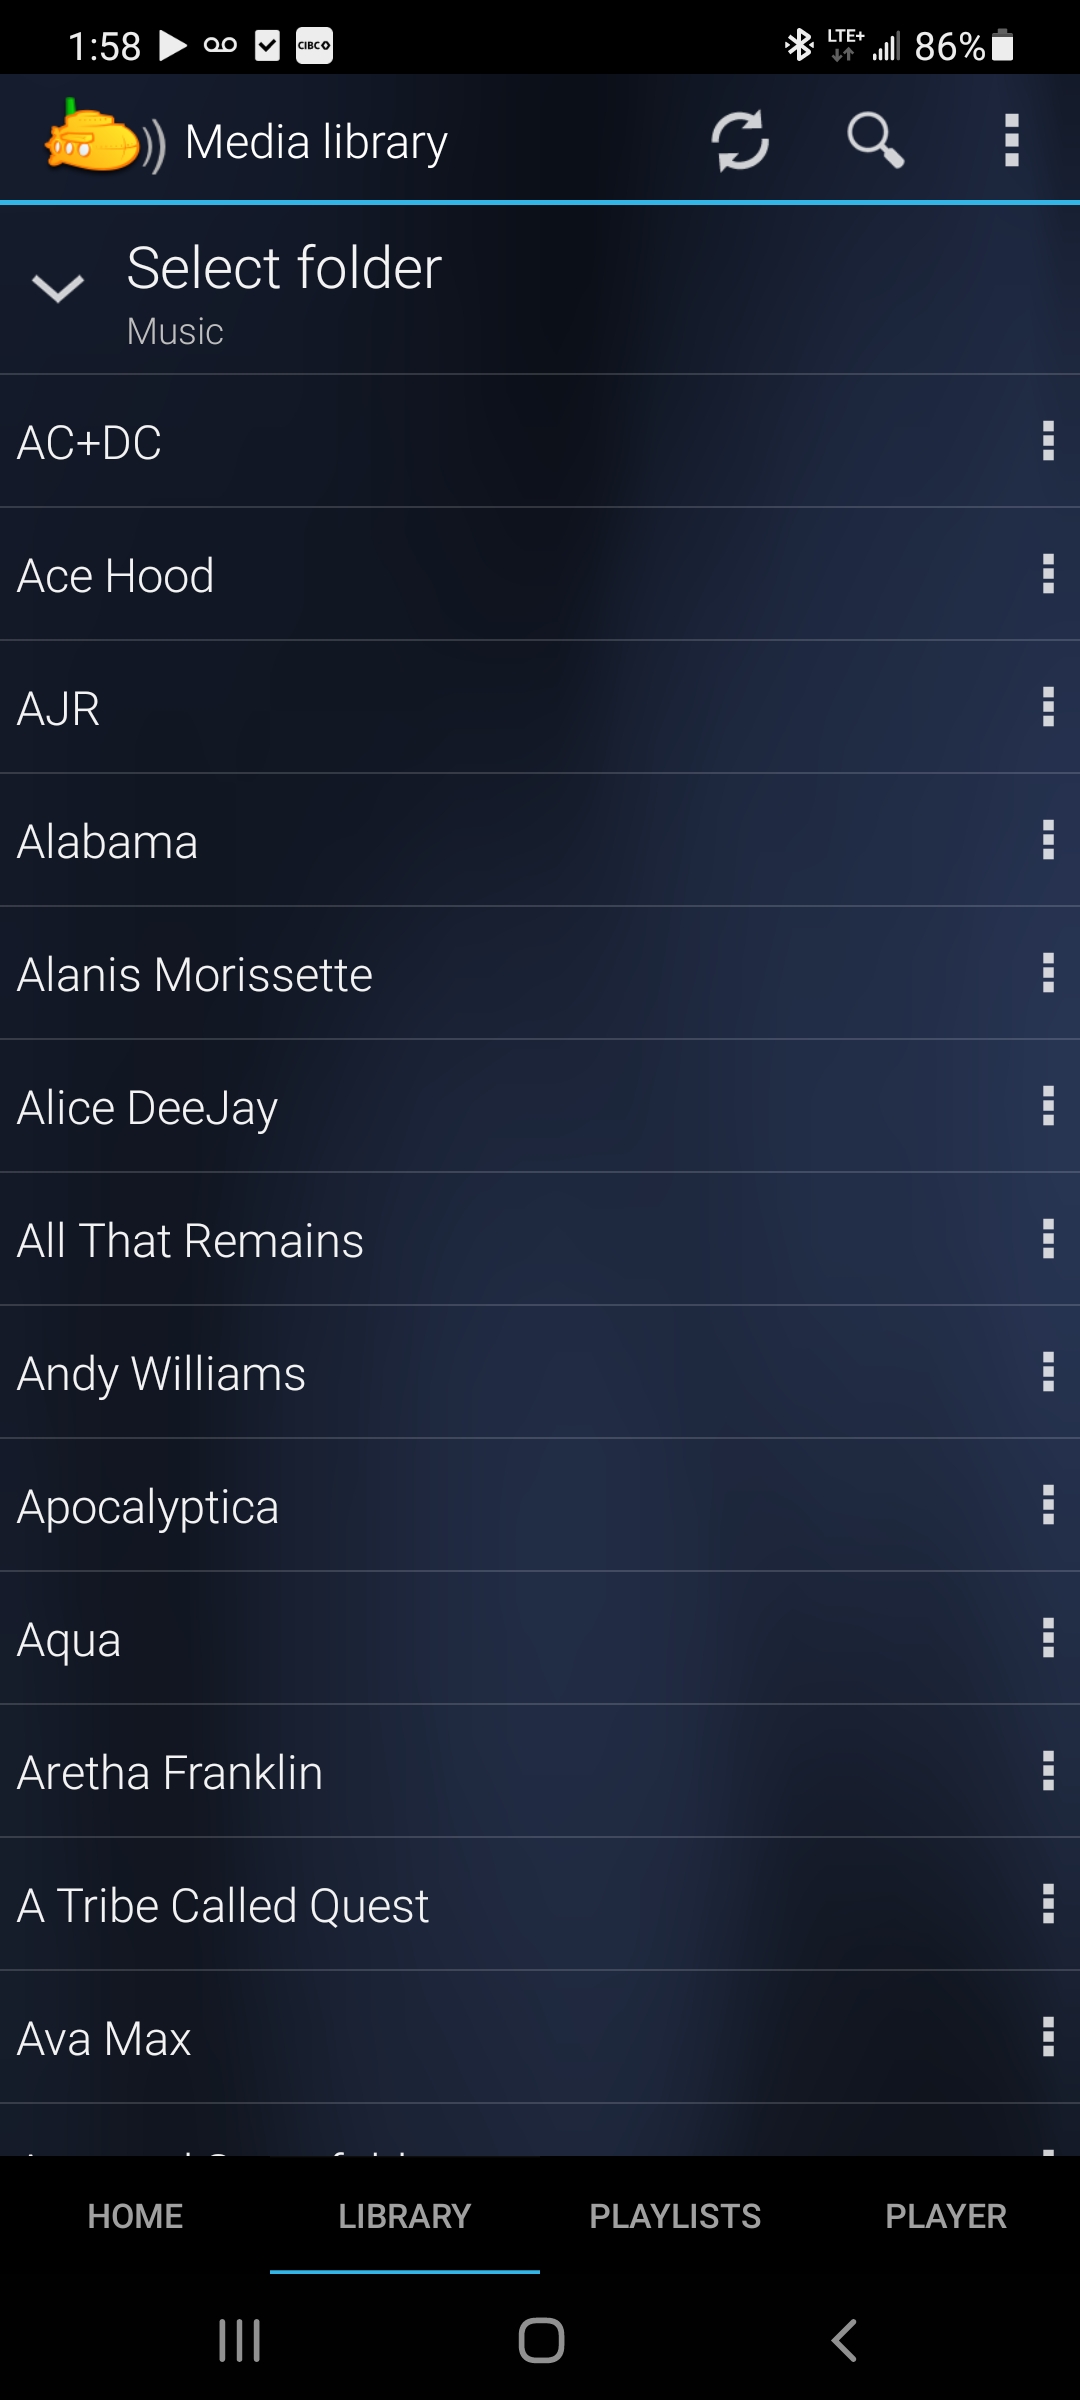 1:58 CIBC LTE+ 86%
Media library
Select folder
Music
AC+DC
Ace Hood
AJR
Alabama
Alanis Morissette
Alice DeeJay
All That Remains
Andy Williams
Apocalyptica
Aqua
Aretha Franklin
A Tribe Called Quest
Ava Max
HOME LIBRARY PLAYLISTS PLAYER